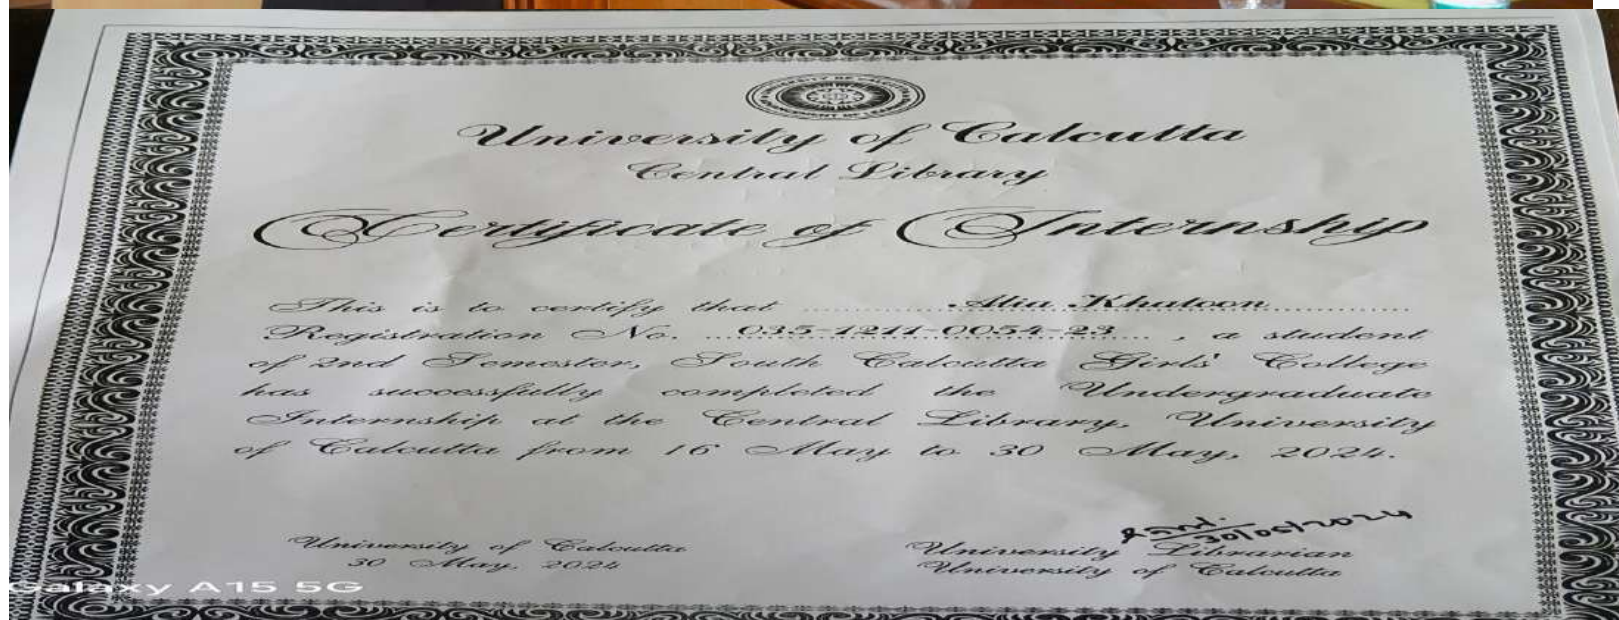 University of Calcutta
Central Library
Certificate of Internship
This is to certify that Alia Khatoon
Registration No. 035-1211-0054-23, a student
of 2nd Semester, South Calcutta Girls' College
has successfully completed the Undergraduate
Internship at the Central Library, University
of Calcutta from 16 May to 30 May, 2024.
30/05/2024
University of Calcutta
30 May, 2024
University Librarian
University of Calcutta
Galaxy A15 5G